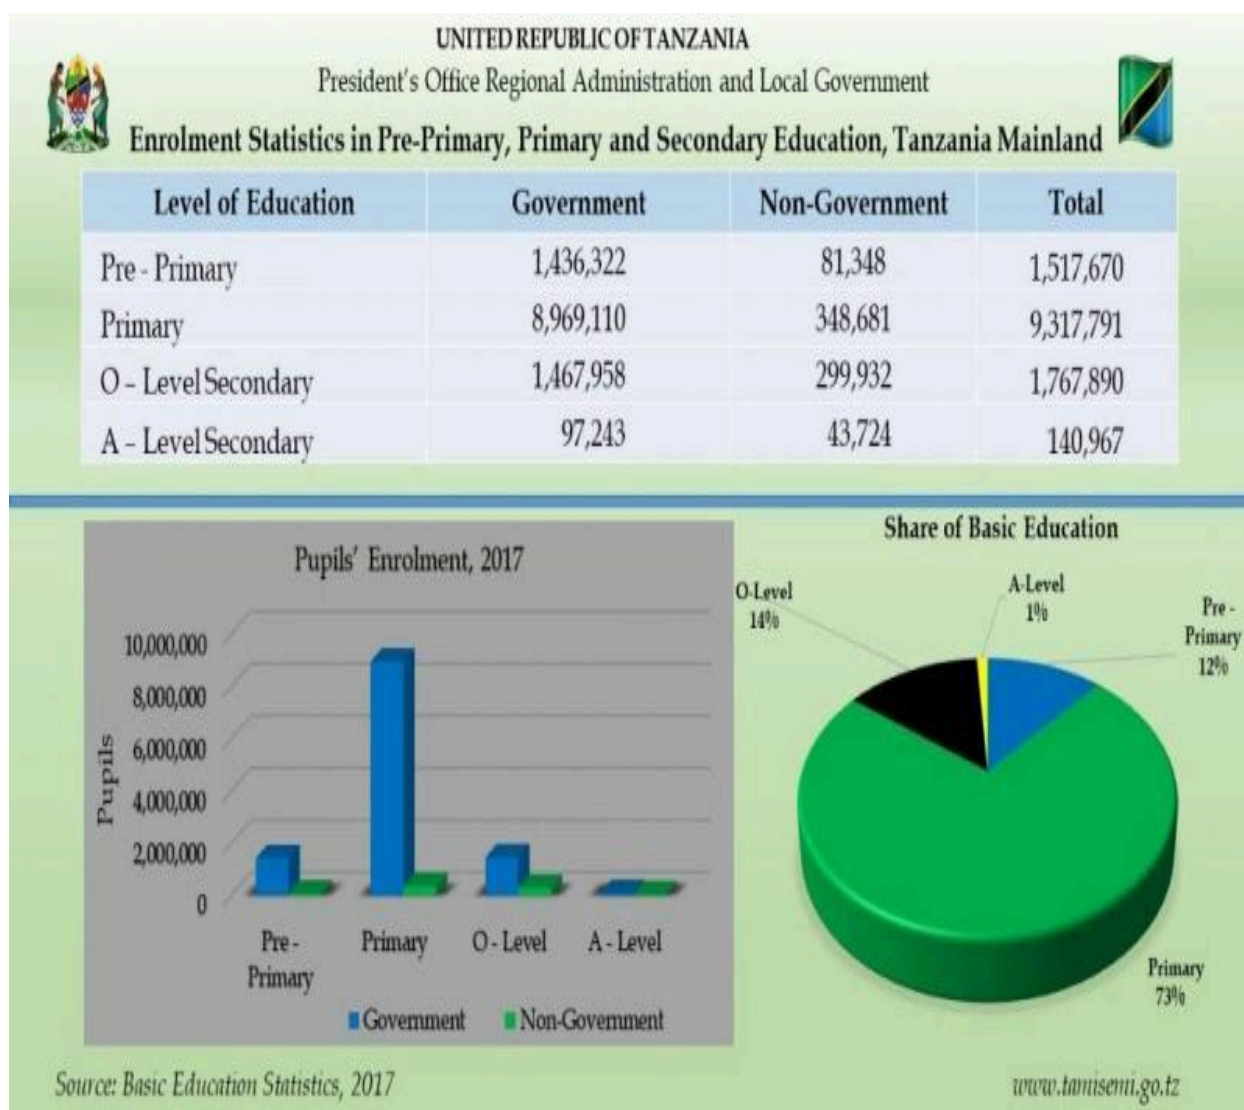 UNITED REPUBLIC OF TANZANIA
President's Office Regional Administration and Local Government
Enrolment Statistics in Pre-Primary, Primary and Secondary Education, Tanzania Mainland
Level of Education Government Non-Government Total
Pre - Primary 1,436,322 81,348 1,517,670
Primary 8,969,110 348,681 9,317,791
O – Level Secondary 1,467,958 299,932 1,767,890
A – Level Secondary 97,243 43,724 140,967
Pupils' Enrolment, 2017
Pupils
10,000,000
8,000,000
6,000,000
4,000,000
2,000,000
0
Pre -
Primary
Primary
O - Level
A - Level
Government
Non-Government
Share of Basic Education
O-Level
14%
A-Level
1%
Pre -
Primary
12%
Primary
73%
Source: Basic Education Statistics, 2017
www.tamisemi.go.tz